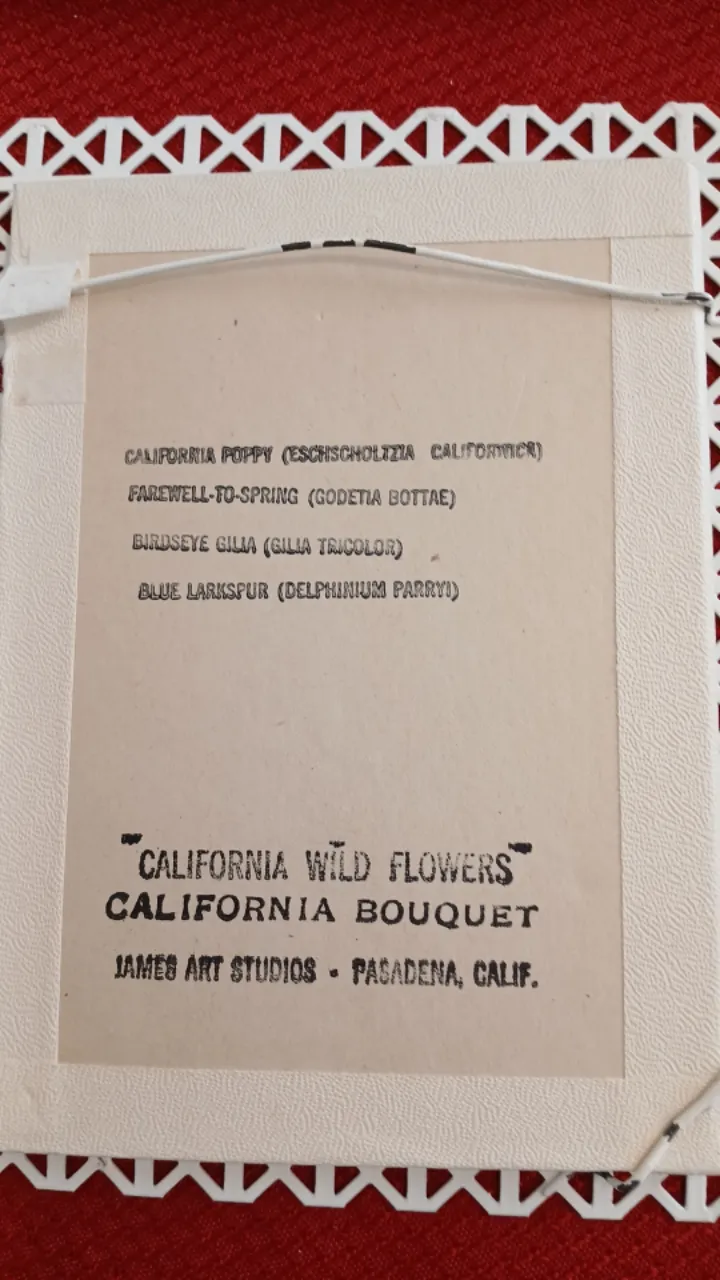 CALIFORNIA POPPY (ESCHSCHOLTZIA CALIFORNICA)
FAREWELL-TO-SPRING (GODETIA BOTTAE)
BIRDSEYE GILIA (GILIA TRICOLOR)
BLUE LARKSPUR (DELPHINIUM PARRYI)
"CALIFORNIA WILD FLOWERS"
CALIFORNIA BOUQUET
JAMES ART STUDIOS • PASADENA, CALIF.